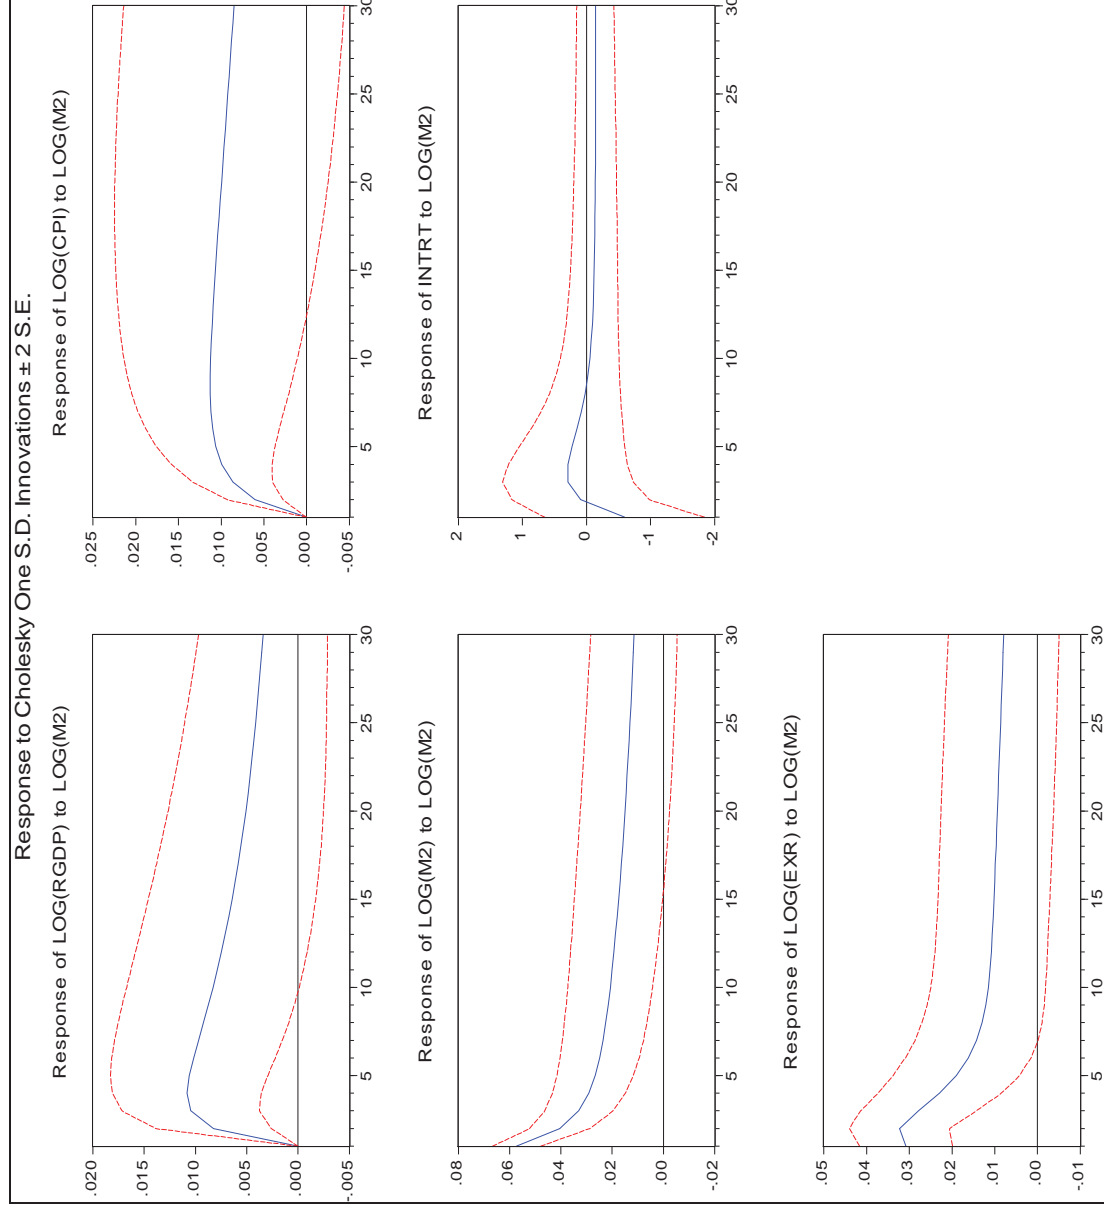 Response to Cholesky One S.D. Innovations ± 2 S.E.
Response of LOG(RGDP) to LOG(M2)
.020
.015
.010
.005
.000
-.005
5 10 15 20 25 30
Response of LOG(CPI) to LOG(M2)
.025
.020
.015
.010
.005
.000
-.005
5 10 15 20 25 30
Response of LOG(M2) to LOG(M2)
.08
.06
.04
.02
.00
-.02
5 10 15 20 25 30
Response of INTRT to LOG(M2)
2
1
0
-1
-2
5 10 15 20 25 30
Response of LOG(EXR) to LOG(M2)
.05
.04
.03
.02
.01
.00
-.01
5 10 15 20 25 30